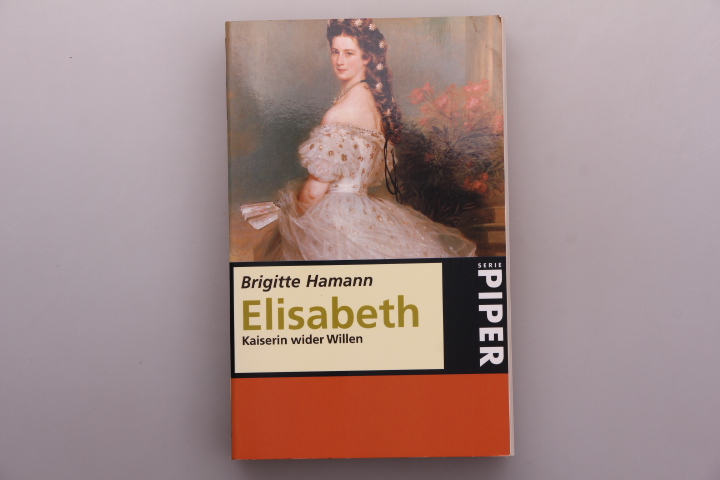 Brigitte Hamann
Elisabeth
Kaiserin wider Willen
SERIE
PIPER